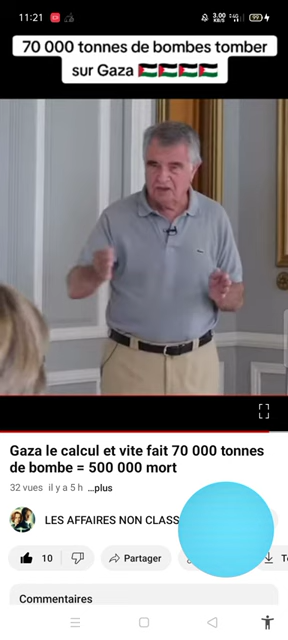 11:21
3.00
KB/S
4G
99
70 000 tonnes de bombes tomber
sur Gaza 🇵🇸🇵🇸🇵🇸🇵🇸
Gaza le calcul et vite fait 70 000 tonnes
de bombe = 500 000 mort
32 vues il y a 5 h ...plus
LES AFFAIRES NON CLASS
10
Partager
Commentaires